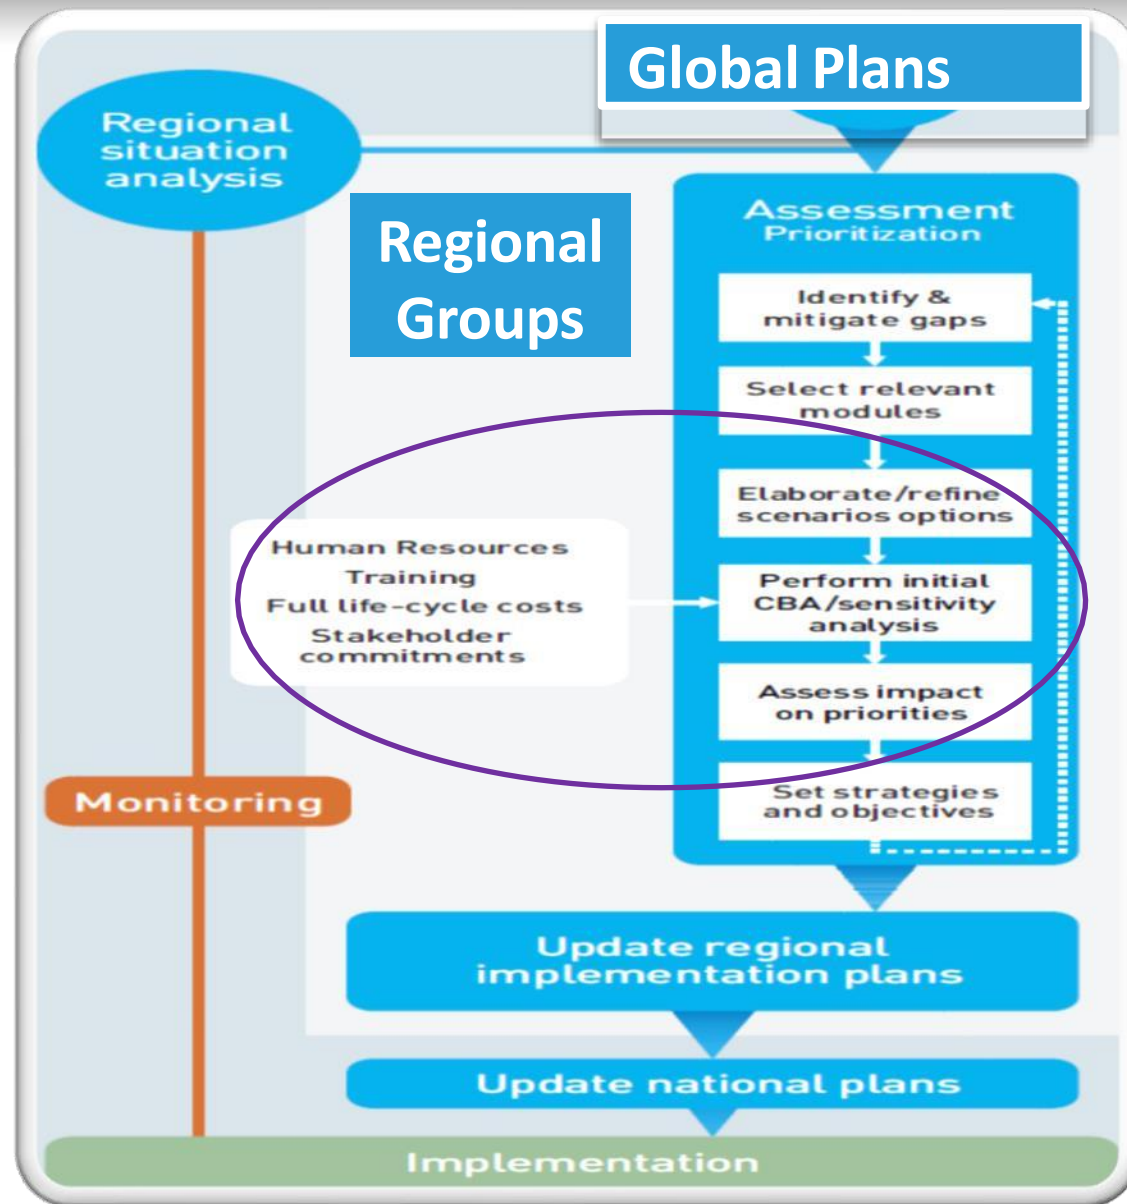 Global Plans
Regional
situation
analysis
Regional
Groups
Assessment
Prioritization
Identify &
mitigate gaps
Select relevant
modules
Elaborate/refine
scenarios options
Human Resources
Training
Full life-cycle costs
Stakeholder
commitments
Perform initial
CBA/sensitivity
analysis
Assess impact
on priorities
Set strategies
and objectives
Monitoring
Update regional
implementation plans
Update national plans
Implementation